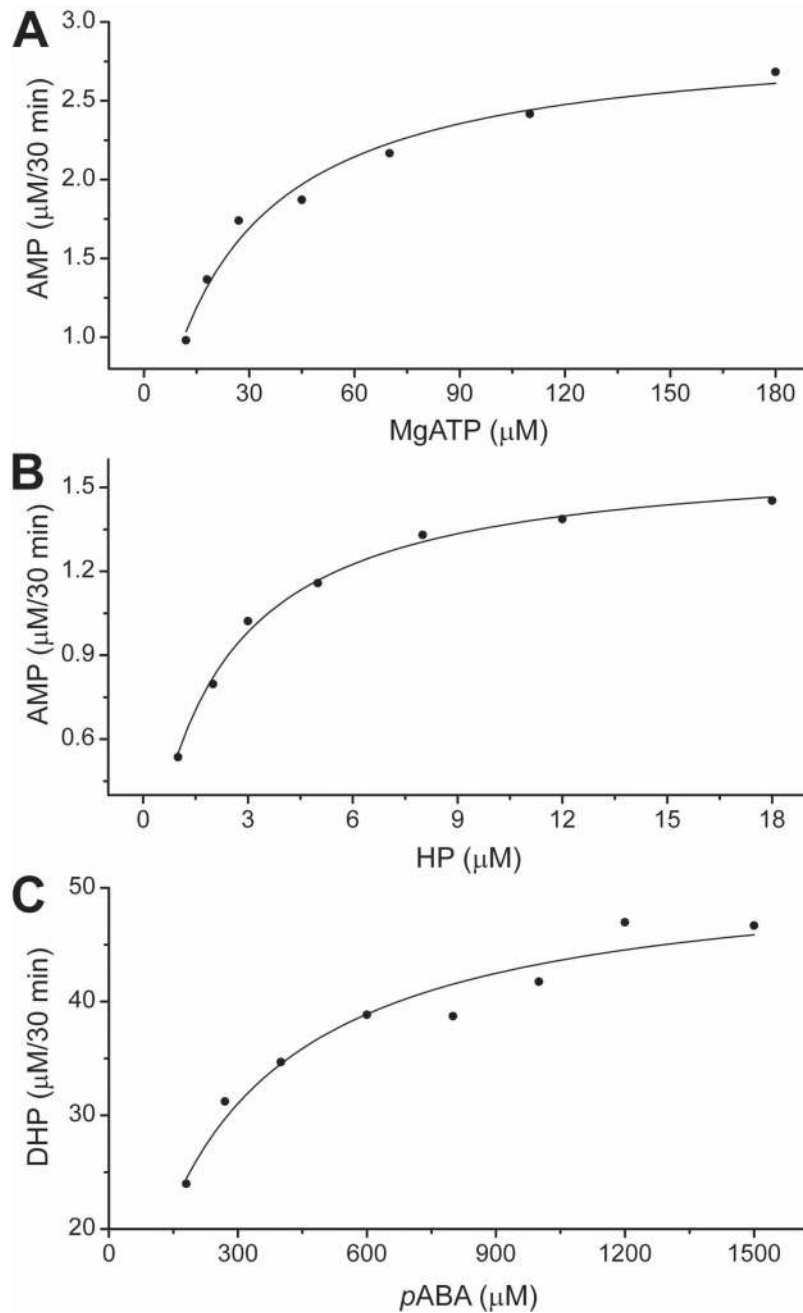 A
AMP (μM/30 min)
3.0
2.5
2.0
1.5
1.0
0 30 60 90 120 150 180
MgATP (μM)
B
AMP (μM/30 min)
1.5
1.2
0.9
0.6
0 3 6 9 12 15 18
HP (μM)
C
DHP (μM/30 min)
50
40
30
20
0 300 600 900 1200 1500
pABA (μM)